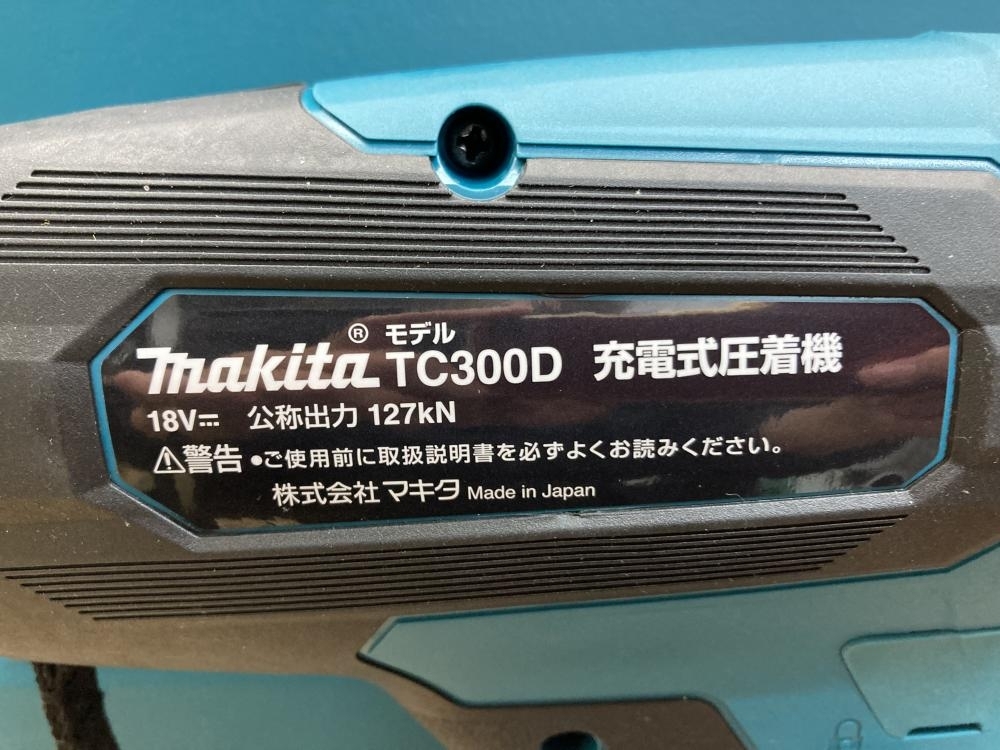 makita® モデル TC300D 充電式圧着機
18V⎓ 公称出力 127kN
⚠警告 ●ご使用前に取扱説明書を必ずよくお読みください。
株式会社 マキタ Made in Japan